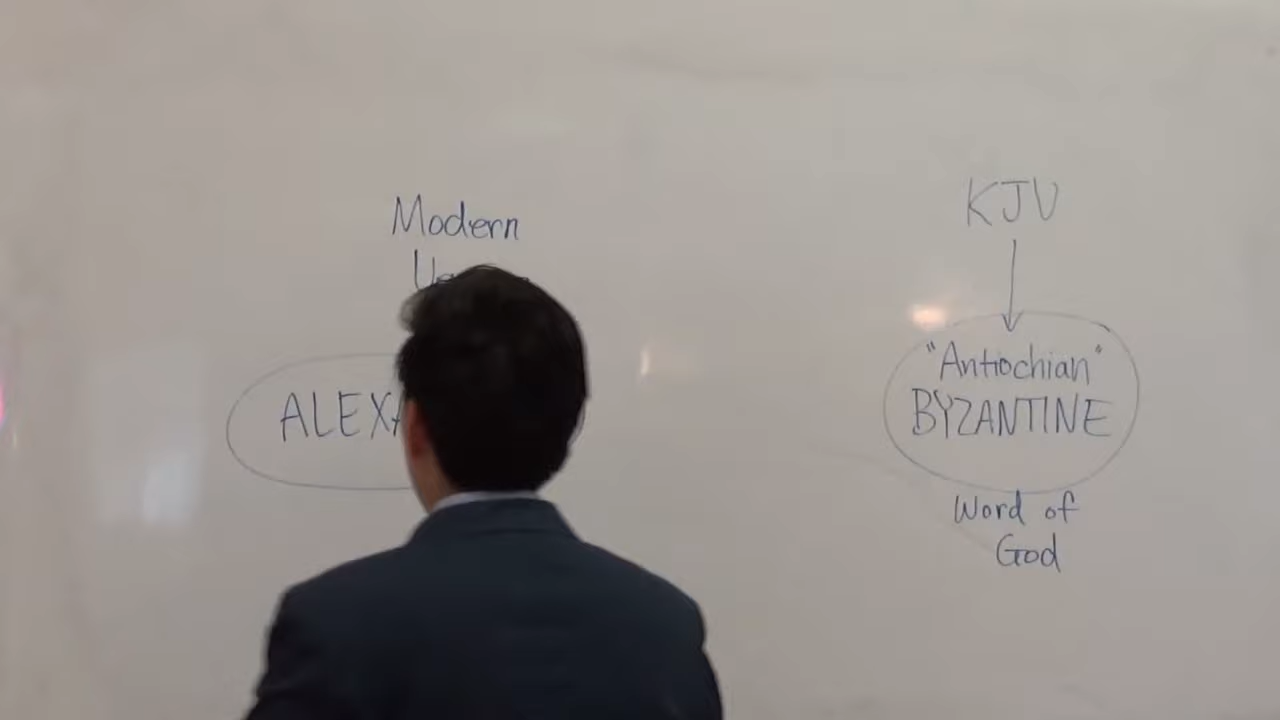 Modern
ALEXA
KJV
"Antiochian"
BYZANTINE
Word of
God